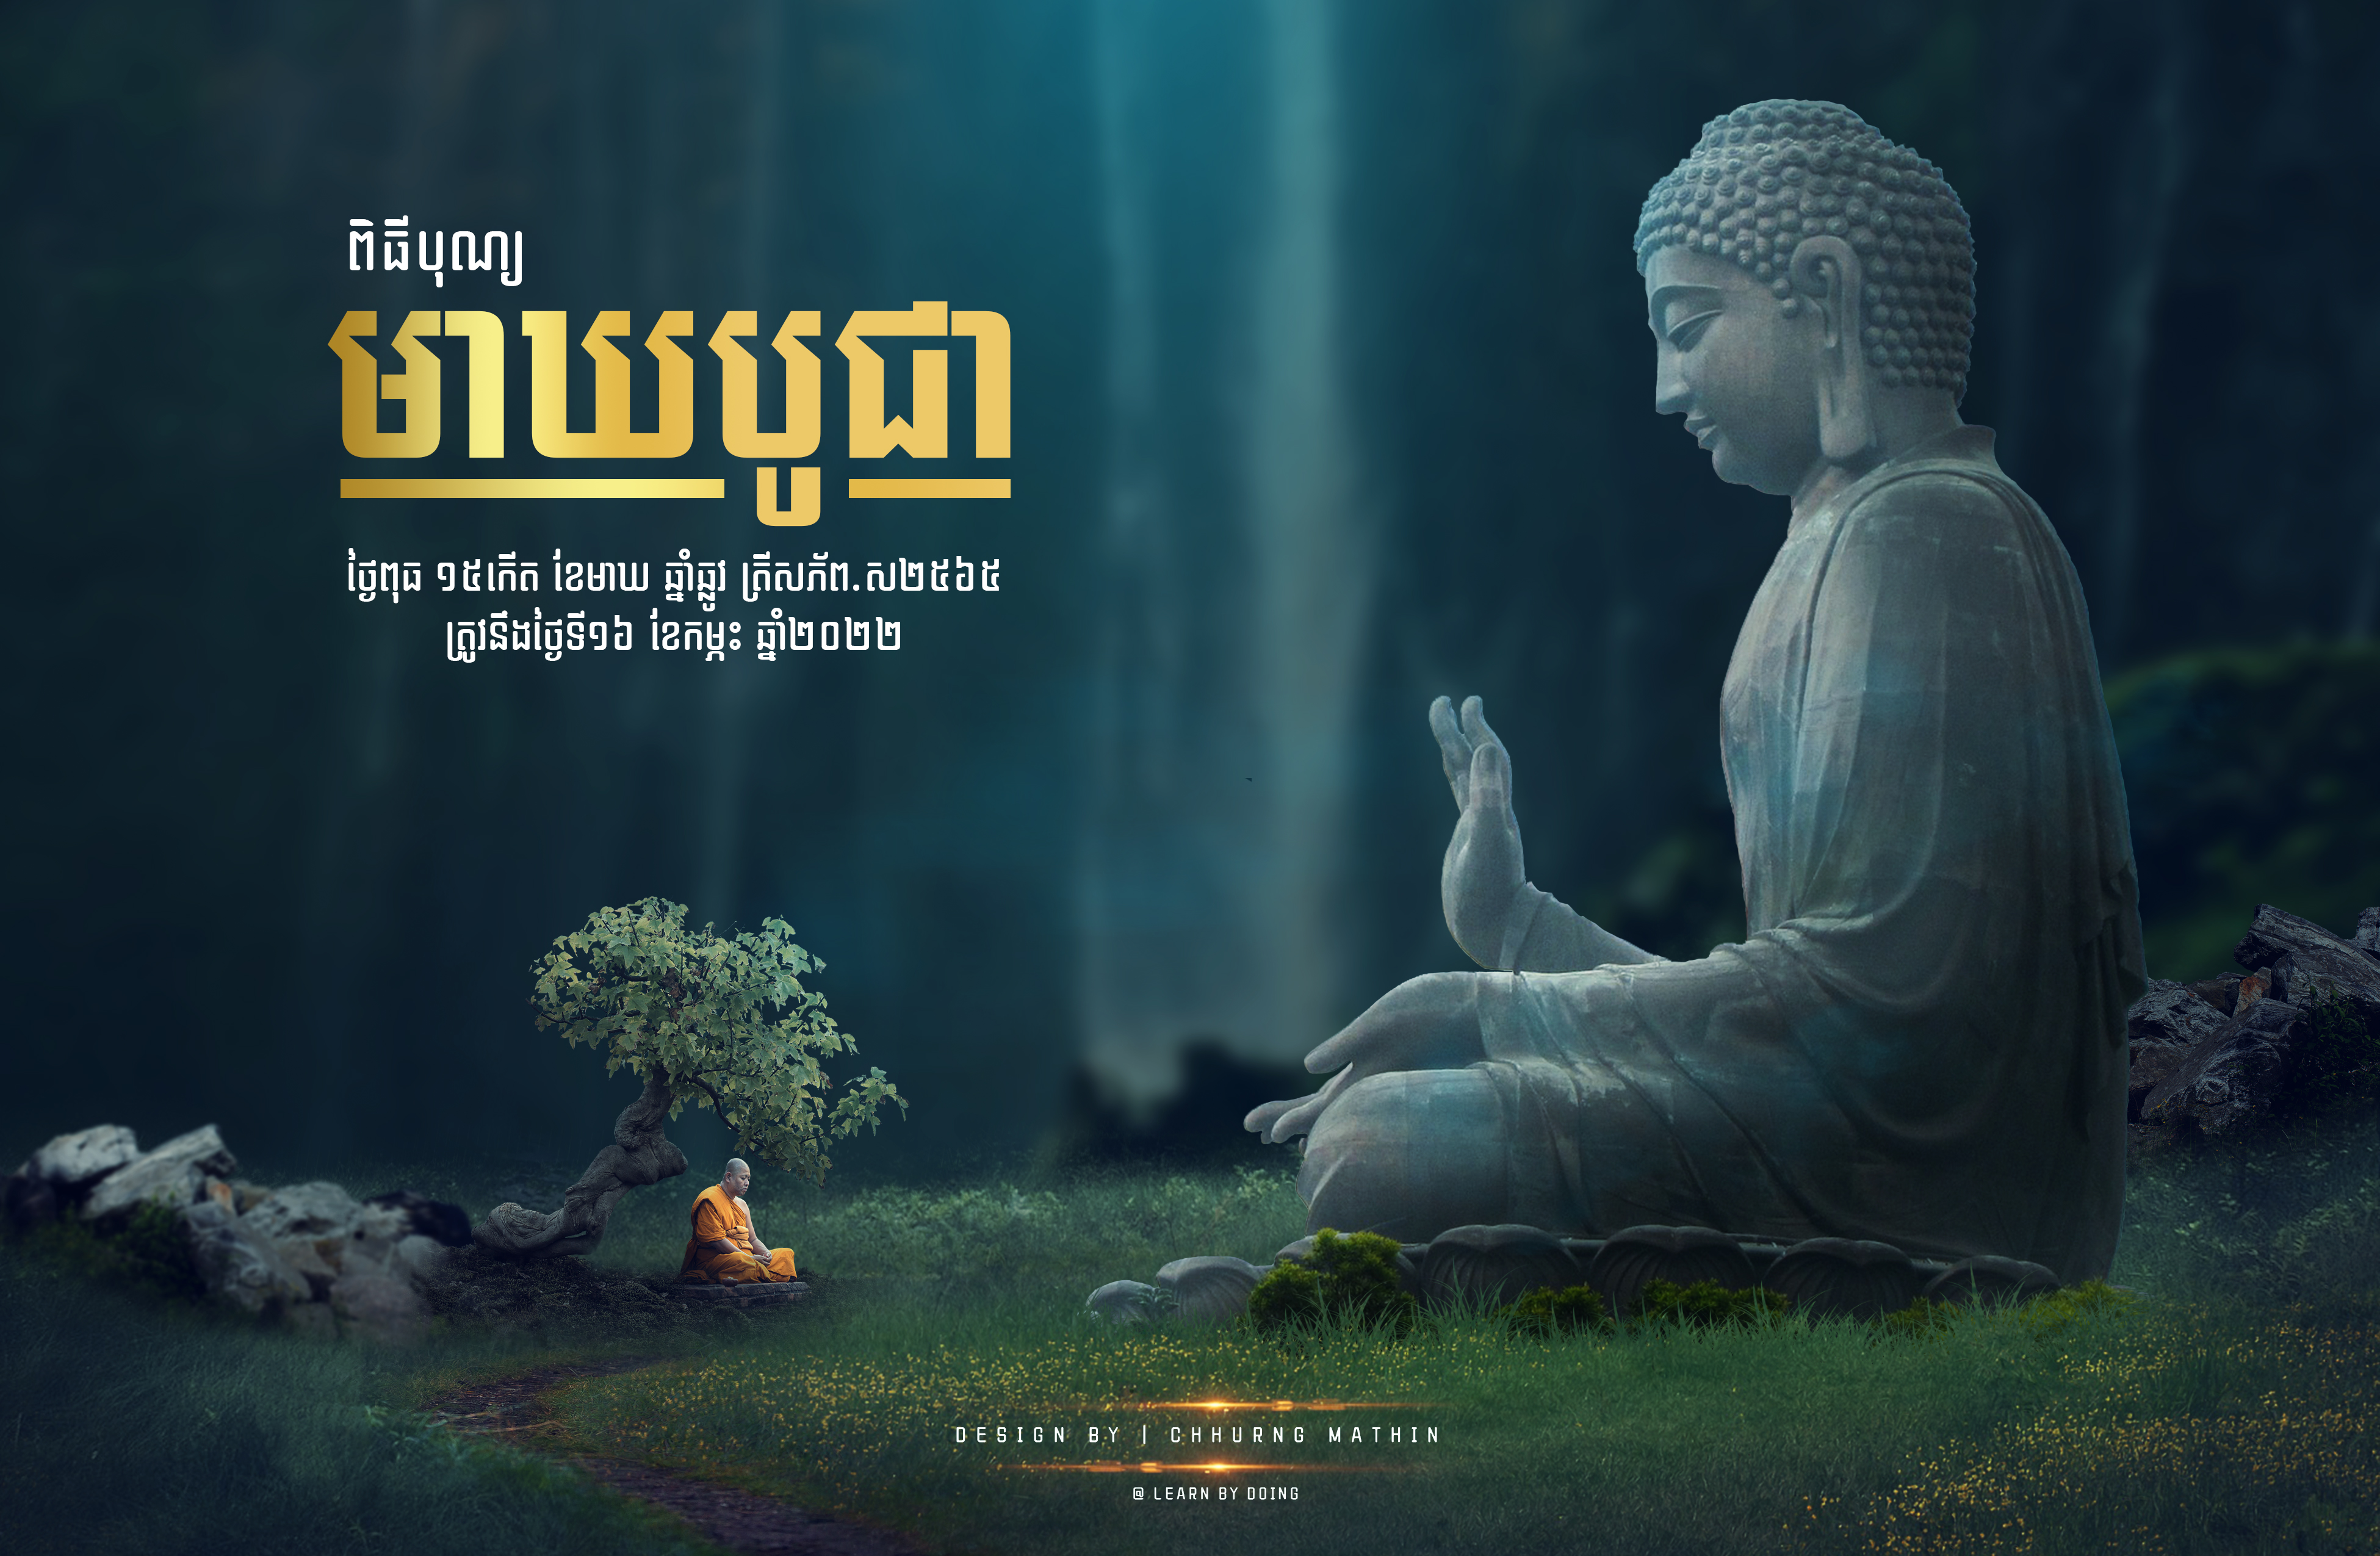 ពិធីបុណ្យ
មាឃបូជា
ថ្ងៃពុធ ១៥កើត ខែមាឃ ឆ្នាំឆ្លូវ ត្រីស័ព.ស២៥៦៥
ត្រូវនឹងថ្ងៃទី១៦ ខែកម្ភះ ឆ្នាំ២០២២
DESIGN BY | CHHURNG MATHIN
@ LEARN BY DOING